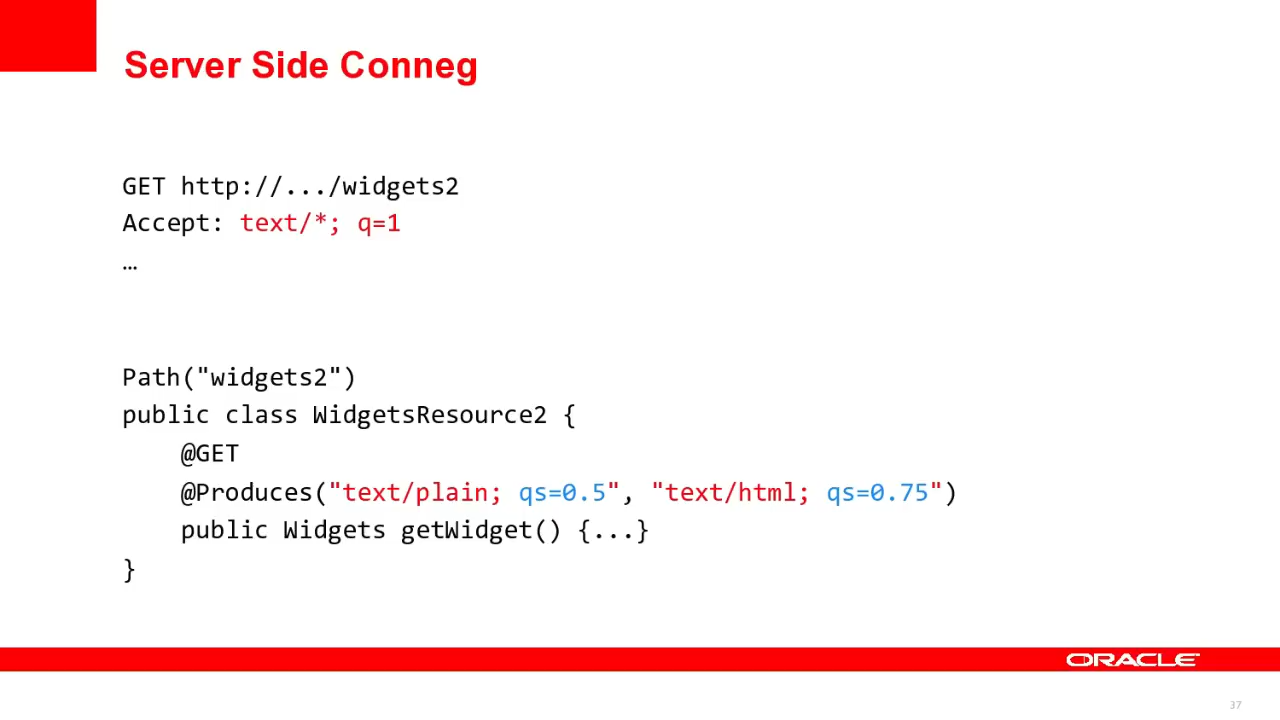 Server Side Conneg
GET http://.../widgets2
Accept: text/*; q=1
…
Path("widgets2")
public class WidgetsResource2 {
    @GET
    @Produces("text/plain; qs=0.5", "text/html; qs=0.75")
    public Widgets getWidget() {...}
}
ORACLE
37